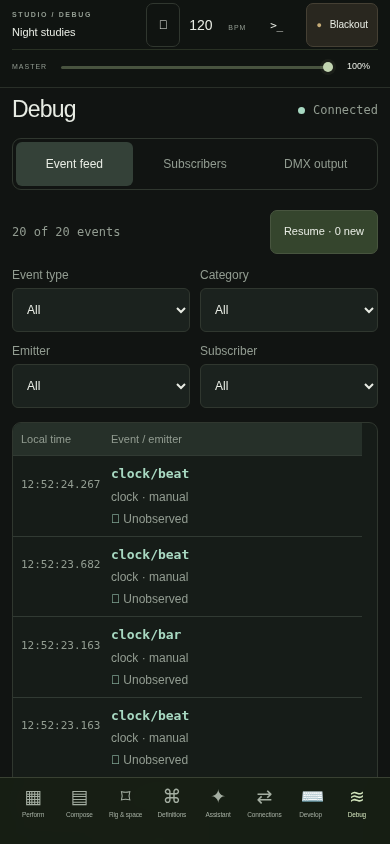 STUDIO / DEBUG
Night studies
120 BPM >_ Blackout
MASTER 100%
Debug
Connected
Event feed Subscribers DMX output
20 of 20 events
Resume · 0 new
Event type Category
All All
Emitter Subscriber
All All
Local time Event / emitter
12:52:24.267 clock/beat
clock · manual
Unobserved
12:52:23.682 clock/beat
clock · manual
Unobserved
12:52:23.163 clock/bar
clock · manual
Unobserved
12:52:23.163 clock/beat
clock · manual
Unobserved
Perform Compose Rig & space Definitions Assistant Connections Develop Debug